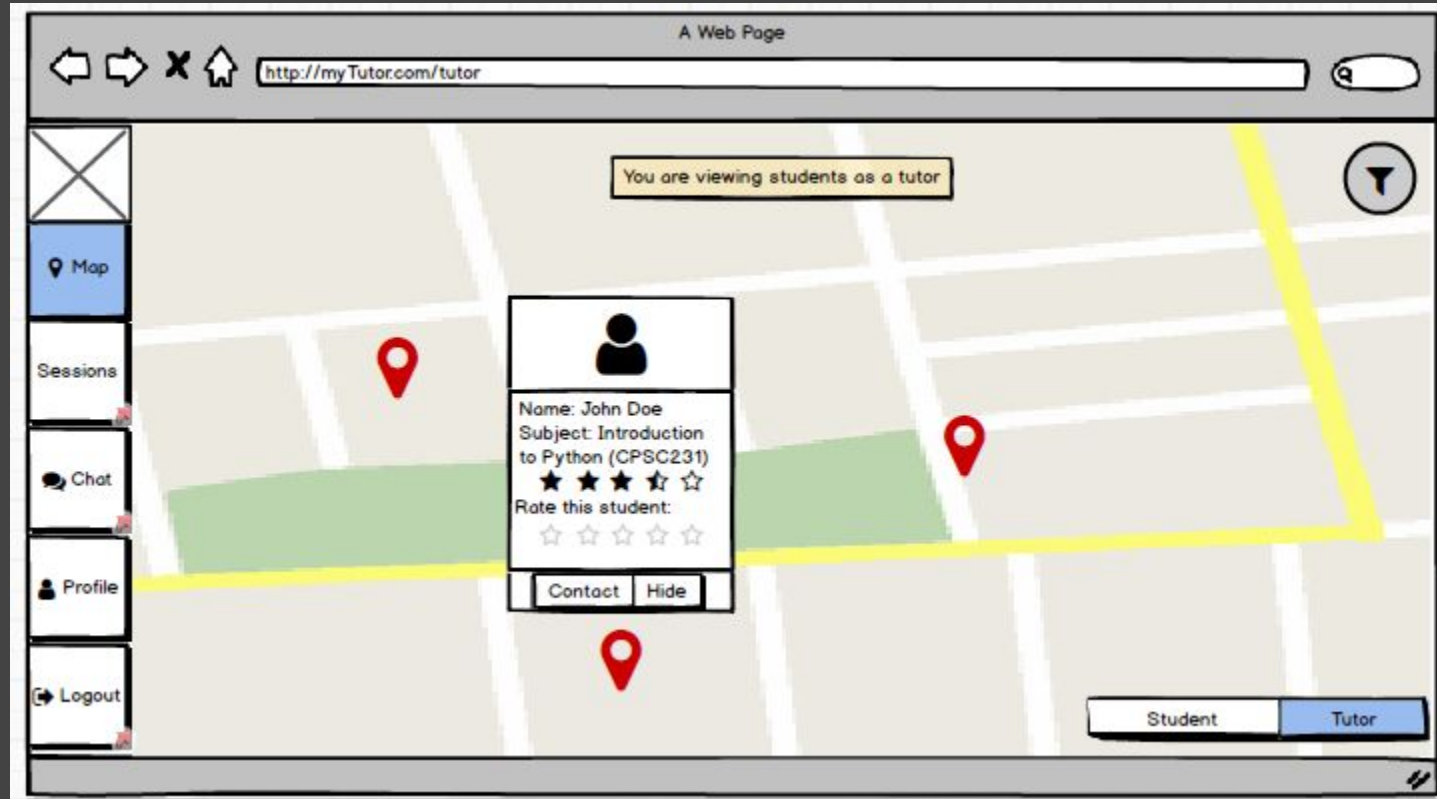 A Web Page
http://myTutor.com/tutor
You are viewing students as a tutor
Map
Sessions
Chat
Profile
Logout
Name: John Doe
Subject: Introduction
to Python (CPSC231)
Rate this student:
Contact Hide
Student Tutor